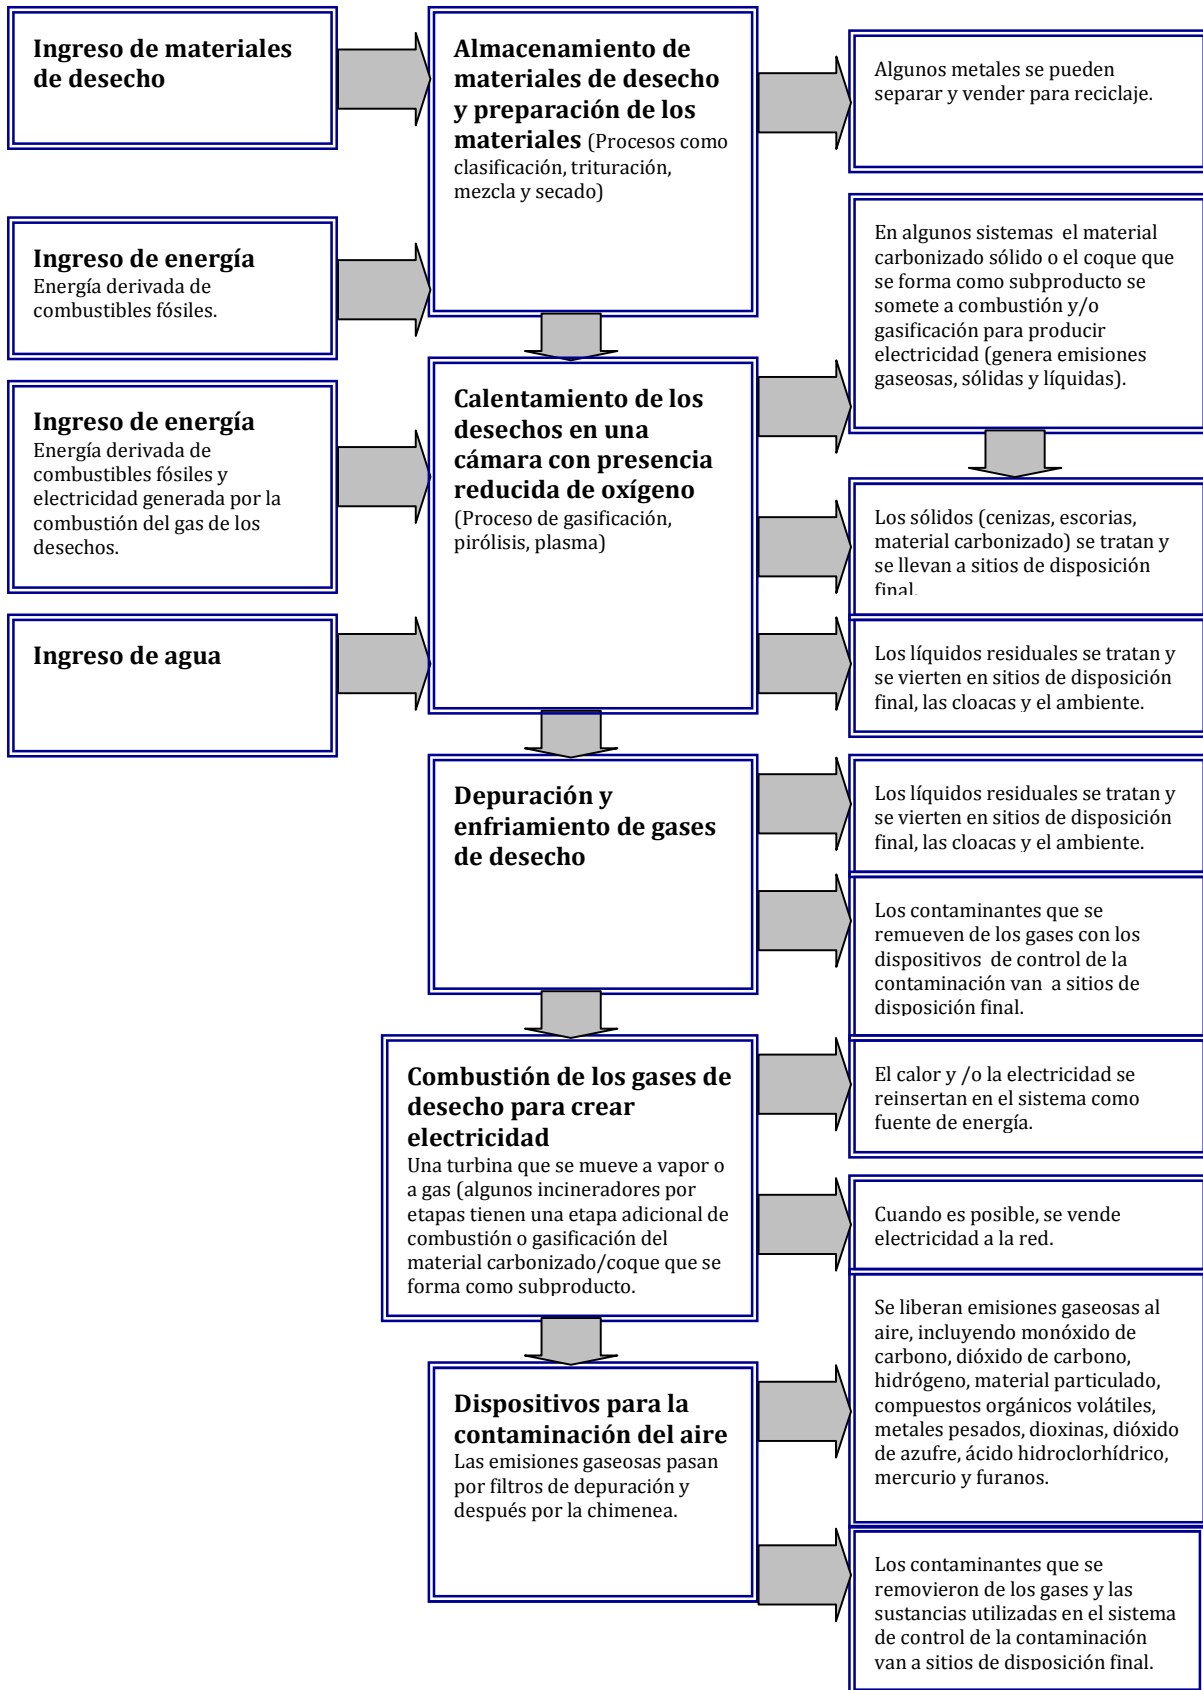 Ingreso de materiales
de desecho
Almacenamiento de
materiales de desecho
y preparación de los
materiales (Procesos como
clasificación, trituración,
mezcla y secado)
Algunos metales se pueden
separar y vender para reciclaje.
Ingreso de energía
Energía derivada de
combustibles fósiles.
En algunos sistemas el material
carbonizado sólido o el coque que
se forma como subproducto se
somete a combustión y/o
gasificación para producir
electricidad (genera emisiones
gaseosas, sólidas y líquidas).
Ingreso de energía
Energía derivada de
combustibles fósiles y
electricidad generada por la
combustión del gas de los
desechos.
Calentamiento de los
desechos en una
cámara con presencia
reducida de oxígeno
(Proceso de gasificación,
pirólisis, plasma)
Los sólidos (cenizas, escorias,
material carbonizado) se tratan y
se llevan a sitios de disposición
final.
Ingreso de agua
Los líquidos residuales se tratan y
se vierten en sitios de disposición
final, las cloacas y el ambiente.
Depuración y
enfriamiento de gases
de desecho
Los líquidos residuales se tratan y
se vierten en sitios de disposición
final, las cloacas y el ambiente.
Los contaminantes que se
remueven de los gases con los
dispositivos de control de la
contaminación van a sitios de
disposición final.
Combustión de los gases de
desecho para crear
electricidad
Una turbina que se mueve a vapor o
a gas (algunos incineradores por
etapas tienen una etapa adicional de
combustión o gasificación del
material carbonizado/coque que se
forma como subproducto.
El calor y /o la electricidad se
reinsertan en el sistema como
fuente de energía.
Cuando es posible, se vende
electricidad a la red.
Dispositivos para la
contaminación del aire
Las emisiones gaseosas pasan
por filtros de depuración y
después por la chimenea.
Se liberan emisiones gaseosas al
aire, incluyendo monóxido de
carbono, dióxido de carbono,
hidrógeno, material particulado,
compuestos orgánicos volátiles,
metales pesados, dioxinas, dióxido
de azufre, ácido hidroclorhídrico,
mercurio y furanos.
Los contaminantes que se
removieron de los gases y las
sustancias utilizadas en el sistema
de control de la contaminación
van a sitios de disposición final.